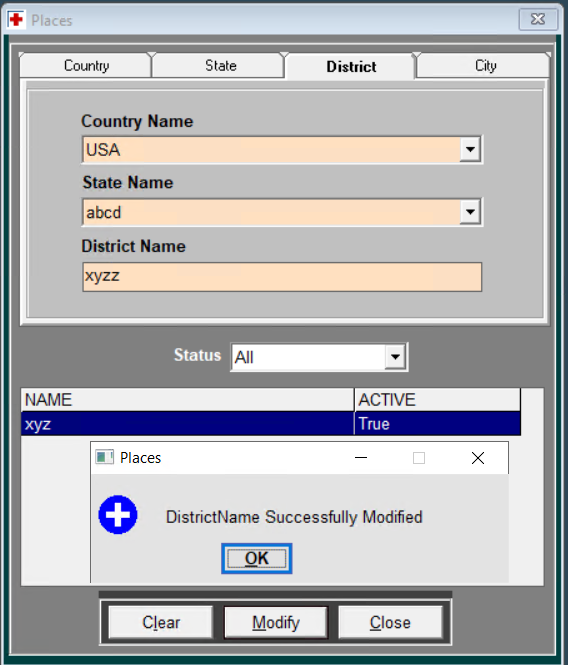 Places
Country State District City
Country Name
USA
State Name
abcd
District Name
xyzz
Status All
NAME ACTIVE
xyz True
Places
DistrictName Successfully Modified
OK
Clear Modify Close